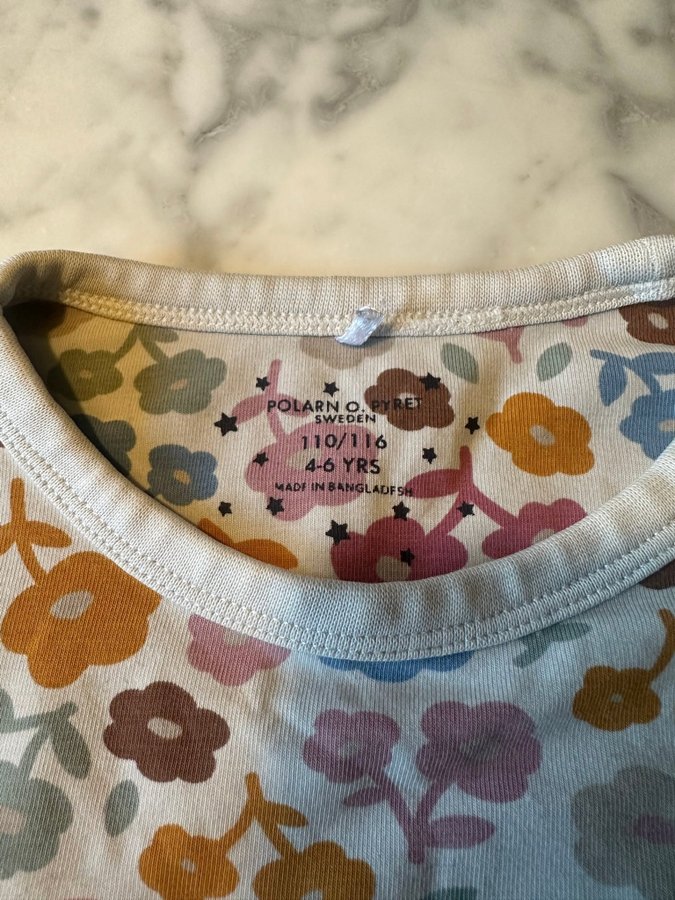 POLARN O. PYRET
SWEDEN
110/116
4-6 YRS
MADE IN BANGLADESH